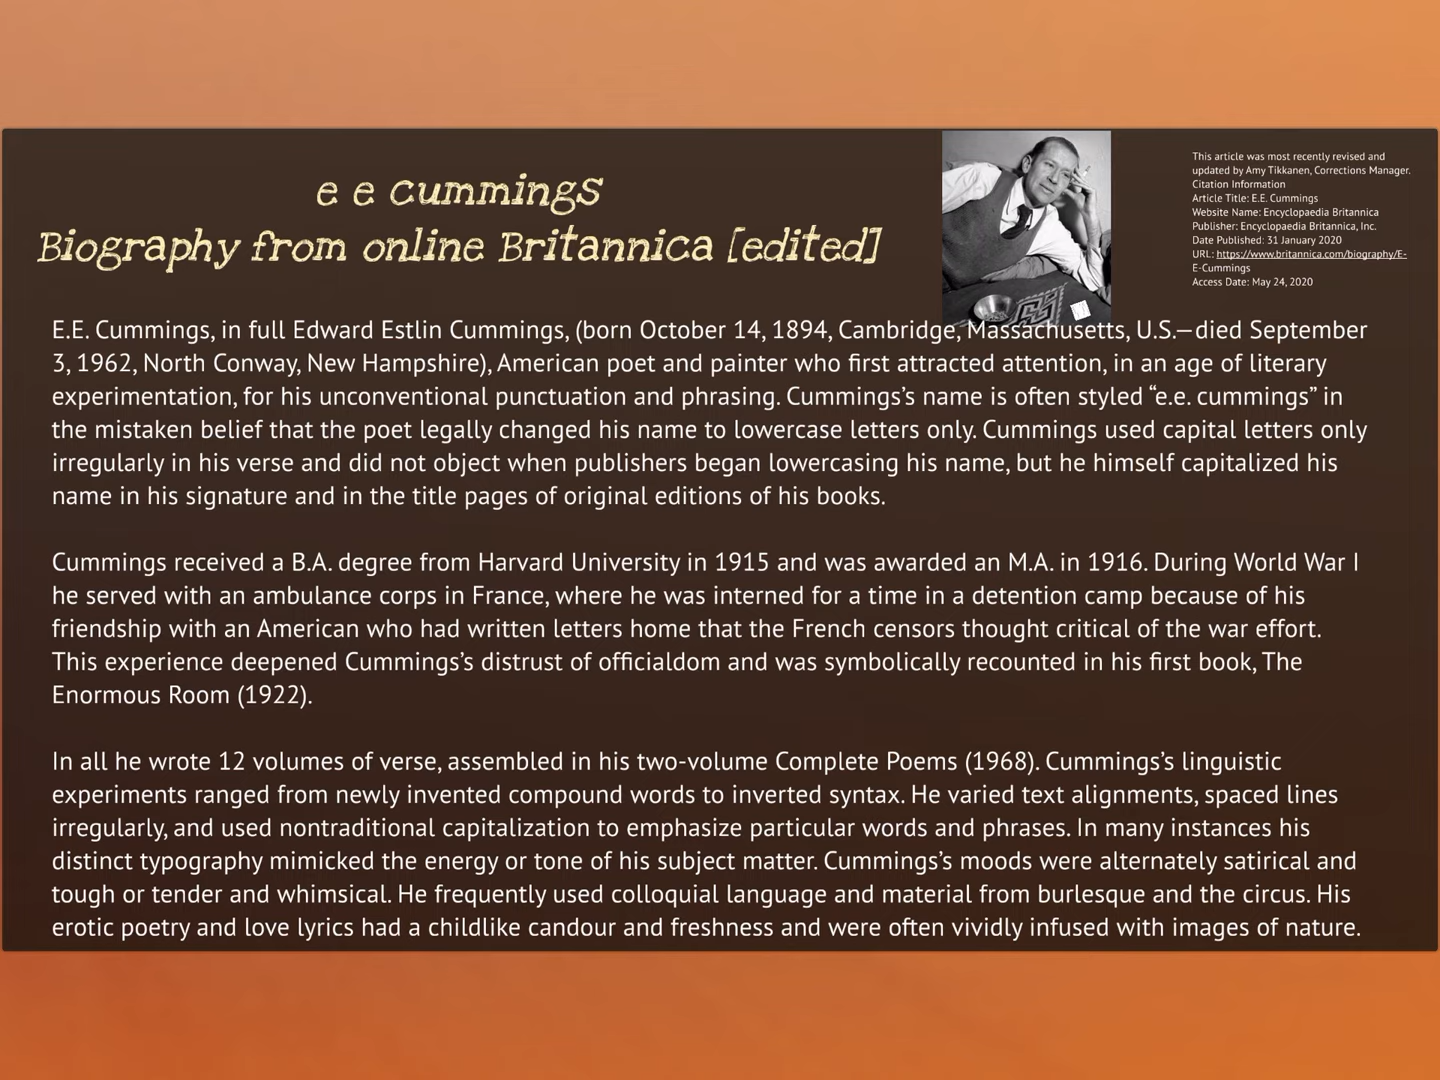 e e cummings
Biography from online Britannica [edited]
This article was most recently revised and
updated by Amy Tikkanen, Corrections Manager.
Citation Information
Article Title: E.E. Cummings
Website Name: Encyclopaedia Britannica
Publisher: Encyclopaedia Britannica, Inc.
Date Published: 31 January 2020
URL: https://www.britannica.com/biography/E-
E-Cummings
Access Date: May 24, 2020
E.E. Cummings, in full Edward Estlin Cummings, (born October 14, 1894, Cambridge, Massachusetts, U.S.—died September
3, 1962, North Conway, New Hampshire), American poet and painter who first attracted attention, in an age of literary
experimentation, for his unconventional punctuation and phrasing. Cummings’s name is often styled “e.e. cummings” in
the mistaken belief that the poet legally changed his name to lowercase letters only. Cummings used capital letters only
irregularly in his verse and did not object when publishers began lowercasing his name, but he himself capitalized his
name in his signature and in the title pages of original editions of his books.
Cummings received a B.A. degree from Harvard University in 1915 and was awarded an M.A. in 1916. During World War I
he served with an ambulance corps in France, where he was interned for a time in a detention camp because of his
friendship with an American who had written letters home that the French censors thought critical of the war effort.
This experience deepened Cummings’s distrust of officialdom and was symbolically recounted in his first book, The
Enormous Room (1922).
In all he wrote 12 volumes of verse, assembled in his two-volume Complete Poems (1968). Cummings’s linguistic
experiments ranged from newly invented compound words to inverted syntax. He varied text alignments, spaced lines
irregularly, and used nontraditional capitalization to emphasize particular words and phrases. In many instances his
distinct typography mimicked the energy or tone of his subject matter. Cummings’s moods were alternately satirical and
tough or tender and whimsical. He frequently used colloquial language and material from burlesque and the circus. His
erotic poetry and love lyrics had a childlike candour and freshness and were often vividly infused with images of nature.